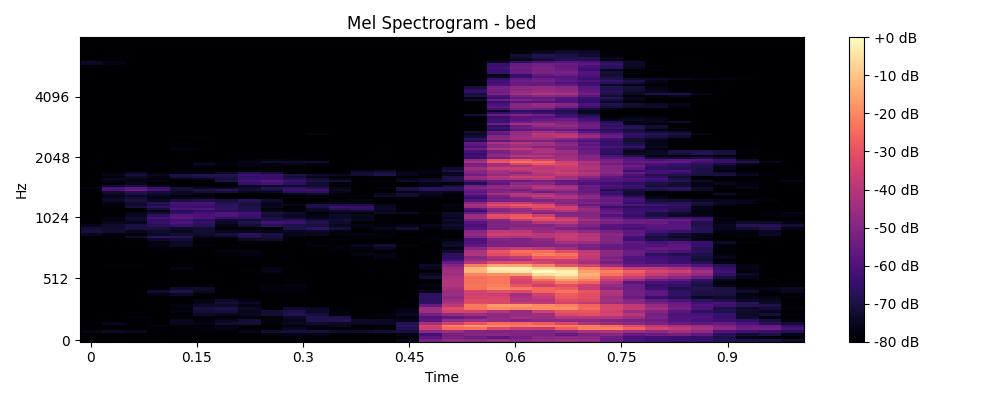 Mel Spectrogram - bed
Hz
4096
2048
1024
512
0
0 0.15 0.3 0.45 0.6 0.75 0.9
Time
+0 dB
-10 dB
-20 dB
-30 dB
-40 dB
-50 dB
-60 dB
-70 dB
-80 dB